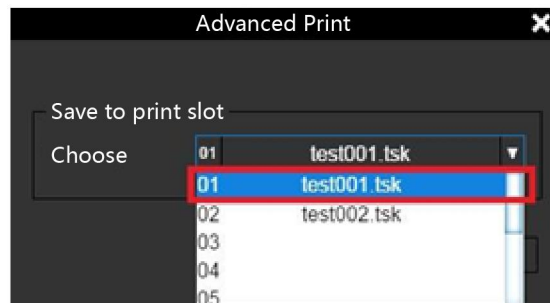 Advanced Print
Save to print slot
Choose
01 test001.tsk
01 test001.tsk
02 test002.tsk
03
04
05